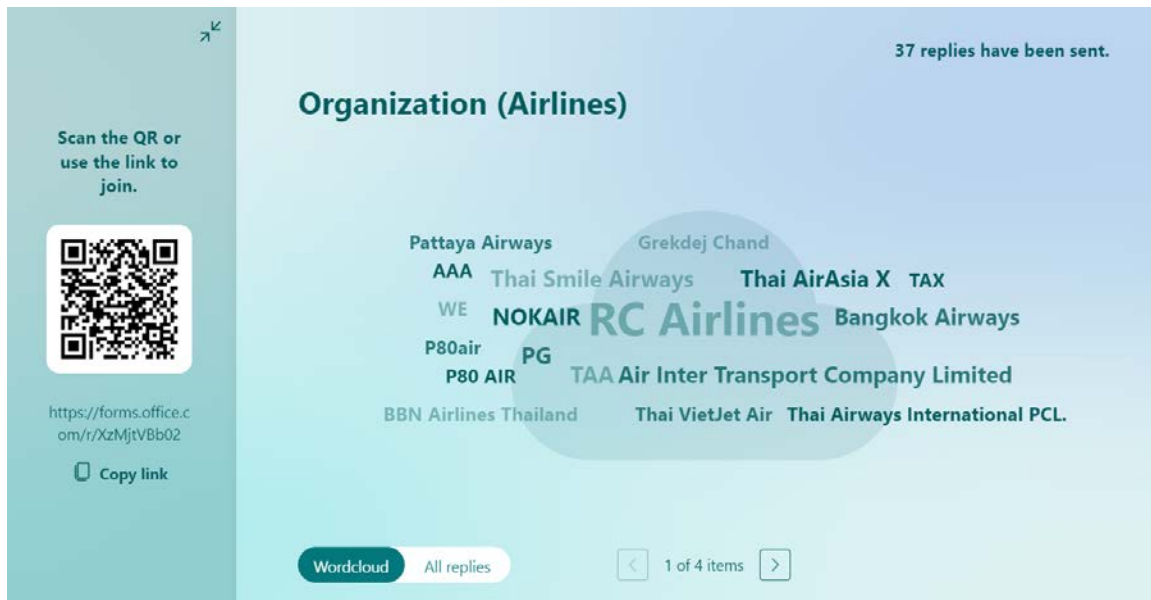 37 replies have been sent.
Organization (Airlines)
Scan the QR or
use the link to
join.
https://forms.office.c
om/r/XzMjtVBb02
Copy link
Pattaya Airways Grekdej Chand
AAA Thai Smile Airways Thai AirAsia X TAX
WE NOKAIR RC Airlines Bangkok Airways
P80air PG
P80 AIR TAA Air Inter Transport Company Limited
BBN Airlines Thailand Thai VietJet Air Thai Airways International PCL.
Wordcloud All replies 1 of 4 items